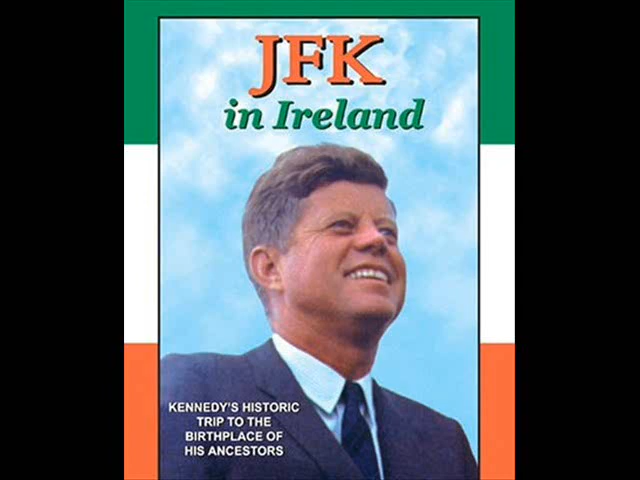 JFK
in Ireland
KENNEDY'S HISTORIC
TRIP TO THE
BIRTHPLACE OF
HIS ANCESTORS